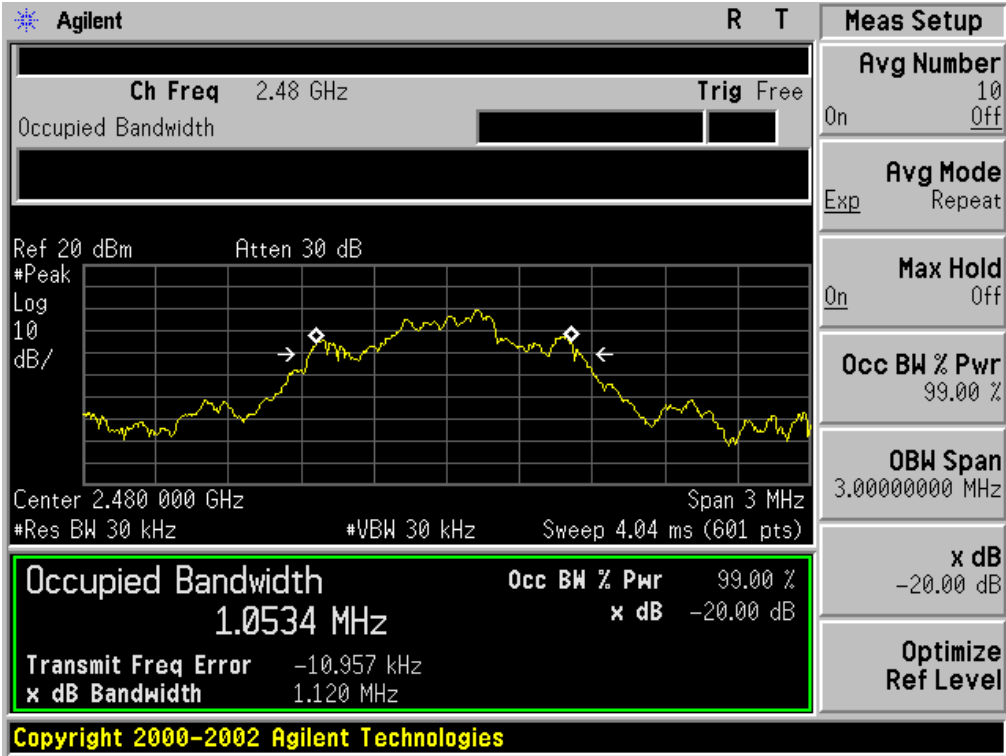 Agilent R T
Meas Setup
Ch Freq 2.48 GHz Trig Free
Occupied Bandwidth
Ref 20 dBm Atten 30 dB
#Peak
Log
10
dB/
Center 2.480 000 GHz Span 3 MHz
#Res BW 30 kHz #VBW 30 kHz Sweep 4.04 ms (601 pts)
Occupied Bandwidth Occ BW % Pwr 99.00 %
1.0534 MHz x dB -20.00 dB
Transmit Freq Error -10.957 kHz
x dB Bandwidth 1.120 MHz
Avg Number
10
On Off
Avg Mode
Exp Repeat
Max Hold
On Off
Occ BW % Pwr
99.00 %
OBW Span
3.00000000 MHz
x dB
-20.00 dB
Optimize
Ref Level
Copyright 2000-2002 Agilent Technologies